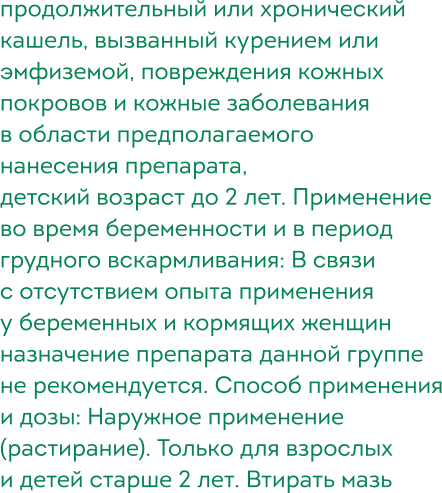 продолжительный или хронический
кашель, вызванный курением или
эмфиземой, повреждения кожных
покровов и кожные заболевания
в области предполагаемого
нанесения препарата,
детский возраст до 2 лет. Применение
во время беременности и в период
грудного вскармливания: В связи
с отсутствием опыта применения
у беременных и кормящих женщин
назначение препарата данной группе
не рекомендуется. Способ применения
и дозы: Наружное применение
(растирание). Только для взрослых
и детей старше 2 лет. Втирать мазь